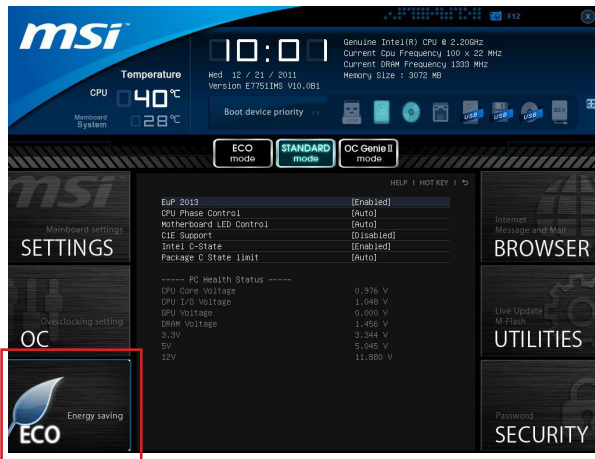 msi
F12
x
10:01
Genuine Intel(R) CPU @ 2.20GHz
Current Cpu Frequency 100 x 22 MHz
Current DRAM Frequency 1333 MHz
Memory Size : 3072 MB
Temperature
Wed 12 / 21 / 2011
Version E7751IMS V10.0B1
CPU 40°C
Mainboard
System 28°C
Boot device priority
USB USB USB DEV
ECO
mode
STANDARD
mode
OC Genie II
mode
HELP | HOT KEY |
msi
Mainboard settings
SETTINGS
Overclocking setting
OC
Energy saving
ECO
EuP 2013 [Enabled]
CPU Phase Control [Auto]
Motherboard LED Control [Auto]
C1E Support [Disabled]
Intel C-State [Enabled]
Package C State limit [Auto]
----- PC Health Status -----
CPU Core Voltage 0.976 V
CPU I/O Voltage 1.048 V
GPU Voltage 0.000 V
DRAM Voltage 1.456 V
3.3V 3.344 V
5V 5.045 V
12V 11.880 V
Internet
Message and Mail
BROWSER
Live Update
M-Flash
UTILITIES
Password
SECURITY